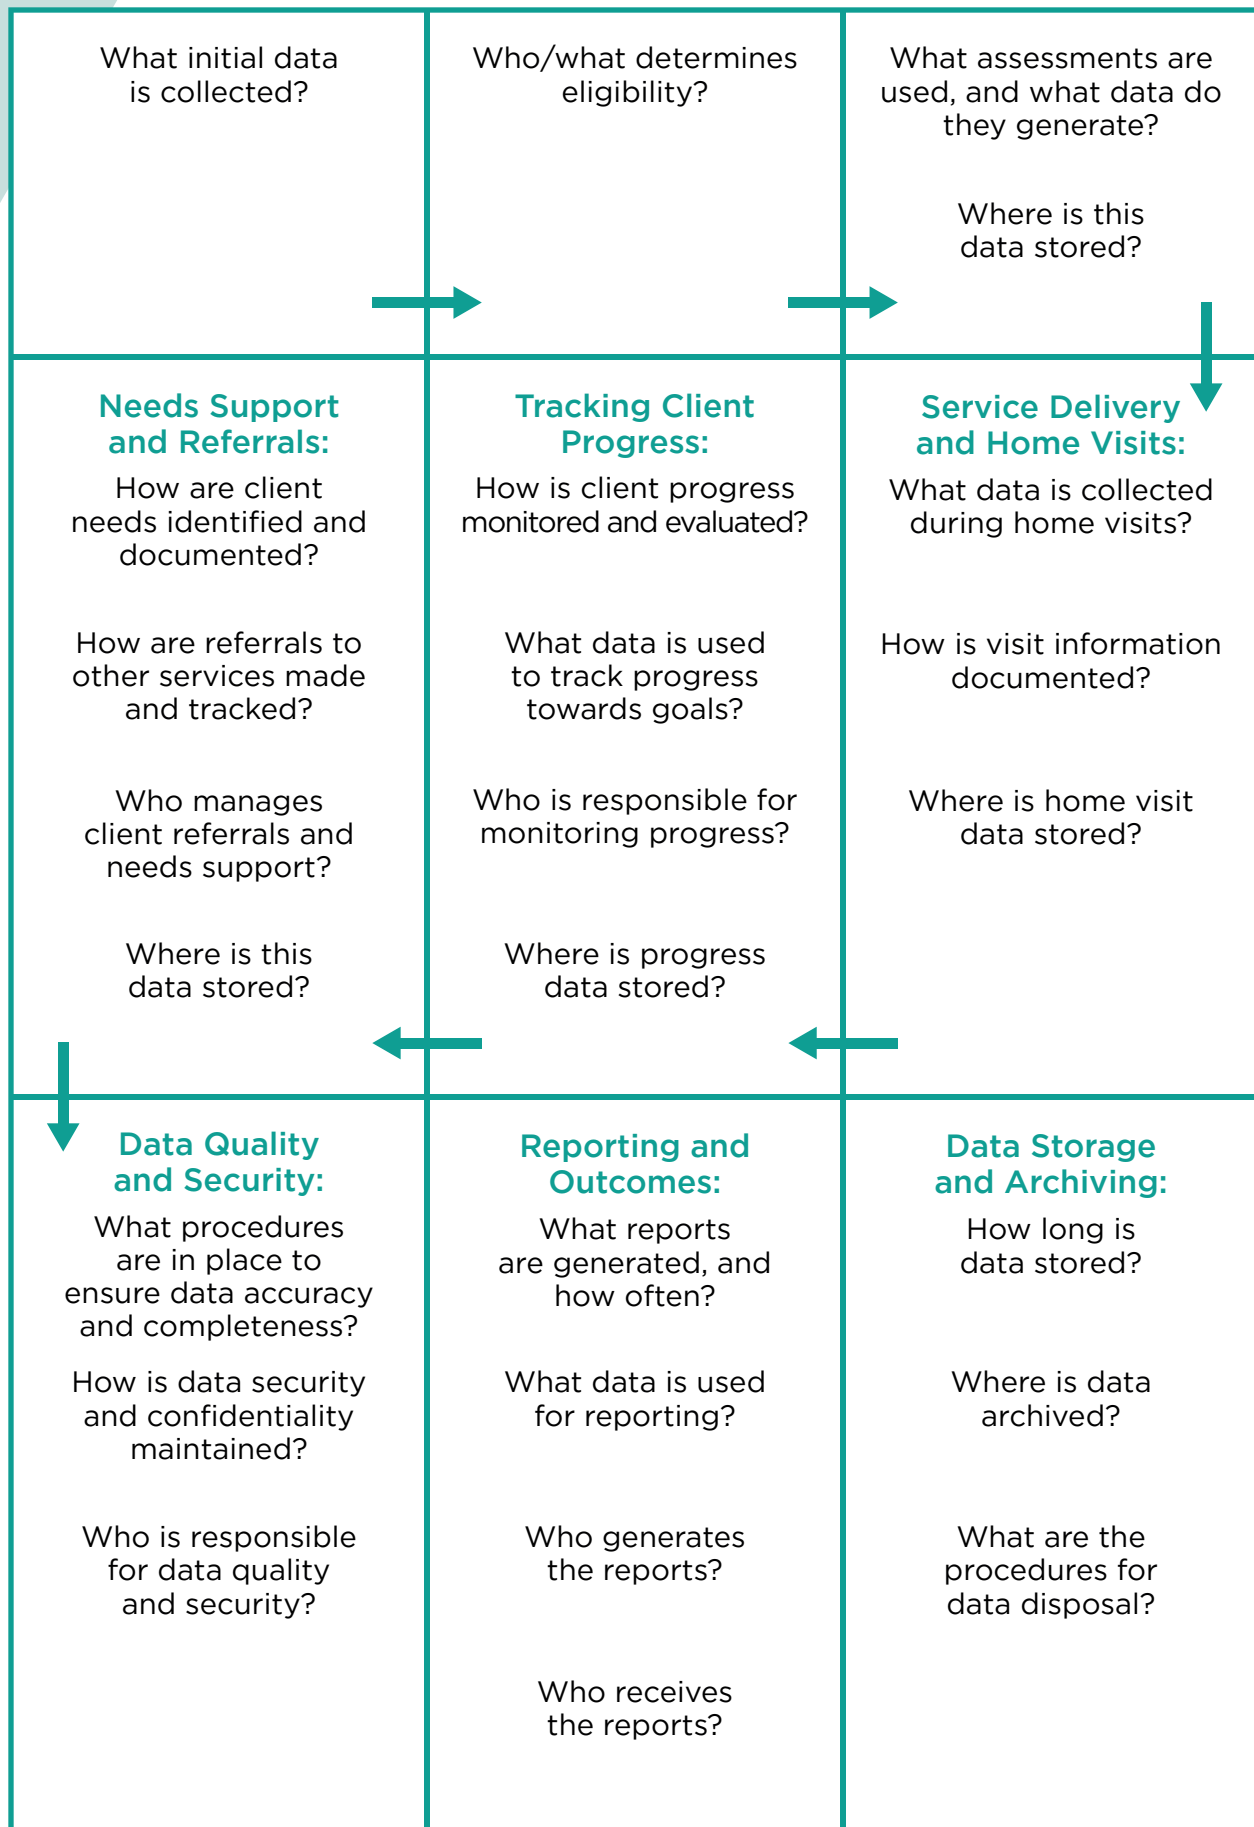 What initial data
is collected?
Who/what determines
eligibility?
What assessments are
used, and what data do
they generate?
Where is this
data stored?
Needs Support
and Referrals:
How are client
needs identified and
documented?
How are referrals to
other services made
and tracked?
Who manages
client referrals and
needs support?
Where is this
data stored?
Tracking Client
Progress:
How is client progress
monitored and evaluated?
What data is used
to track progress
towards goals?
Who is responsible for
monitoring progress?
Where is progress
data stored?
Service Delivery
and Home Visits:
What data is collected
during home visits?
How is visit information
documented?
Where is home visit
data stored?
Data Quality
and Security:
What procedures
are in place to
ensure data accuracy
and completeness?
How is data security
and confidentiality
maintained?
Who is responsible
for data quality
and security?
Reporting and
Outcomes:
What reports
are generated, and
how often?
What data is used
for reporting?
Who generates
the reports?
Who receives
the reports?
Data Storage
and Archiving:
How long is
data stored?
Where is data
archived?
What are the
procedures for
data disposal?